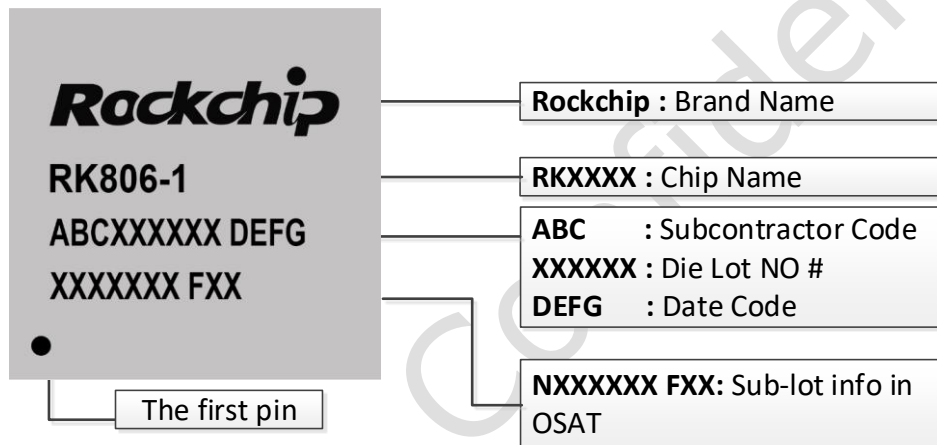 Rockchip
RK806-1
ABCXXXXXX DEFG
XXXXXXX FXX
The first pin
Rockchip : Brand Name
RKXXXX : Chip Name
ABC : Subcontractor Code
XXXXXX : Die Lot NO #
DEFG : Date Code
NXXXXXX FXX: Sub-lot info in
OSAT